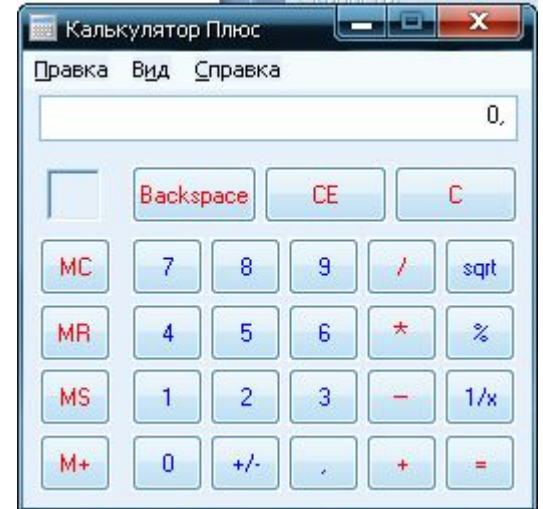 Калькулятор Плюс
Правка Вид Справка
0,
Backspace CE C
MC 7 8 9 / sqrt
MR 4 5 6 * %
MS 1 2 3 − 1/x
M+ 0 +/- , + =